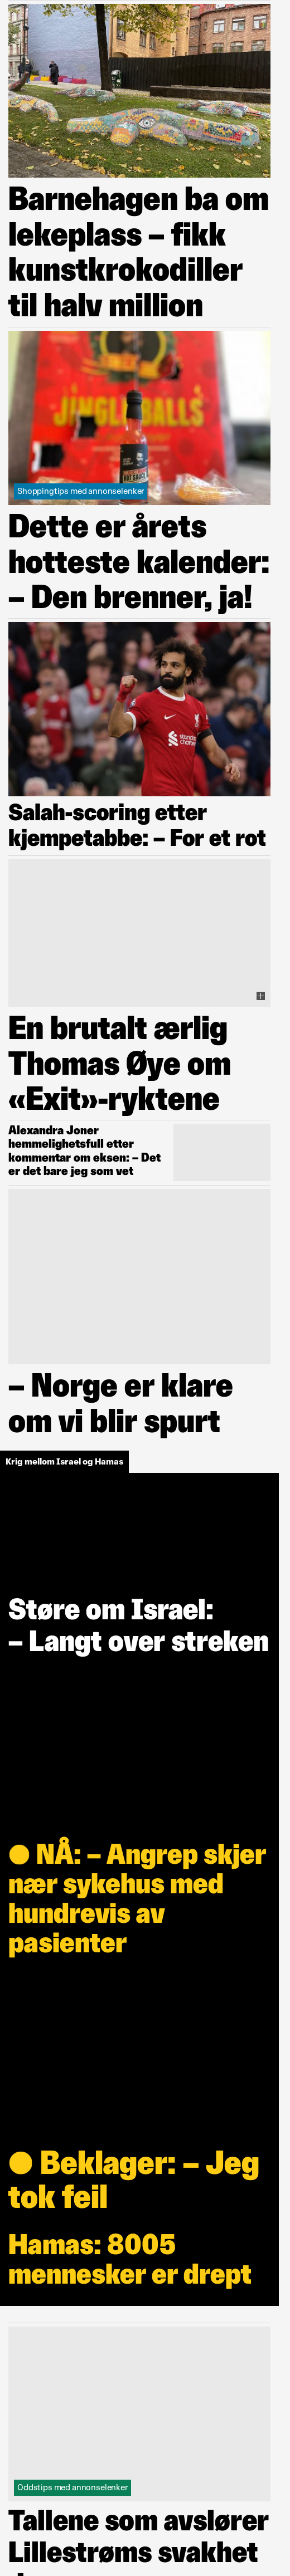 Barnehagen ba om
lekeplass – fikk
kunstkrokodiller
til halv million
JINGLE BALLS
HOT SAUCE
Shoppingtips med annonselenker
Dette er årets
hotteste kalender:
– Den brenner, ja!
standard
chartered
Salah-scoring etter
kjempetabbe: – For et rot
En brutalt ærlig
Thomas Øye om
«Exit»-ryktene
Alexandra Joner
hemmelighetsfull etter
kommentar om eksen: – Det
er det bare jeg som vet
– Norge er klare
om vi blir spurt
Krig mellom Israel og Hamas
Støre om Israel:
– Langt over streken
● NÅ: – Angrep skjer
nær sykehus med
hundrevis av
pasienter
● Beklager: – Jeg
tok feil
Hamas: 8005
mennesker er drept
Oddstips med annonselenker
Tallene som avslører
Lillestrøms svakhet